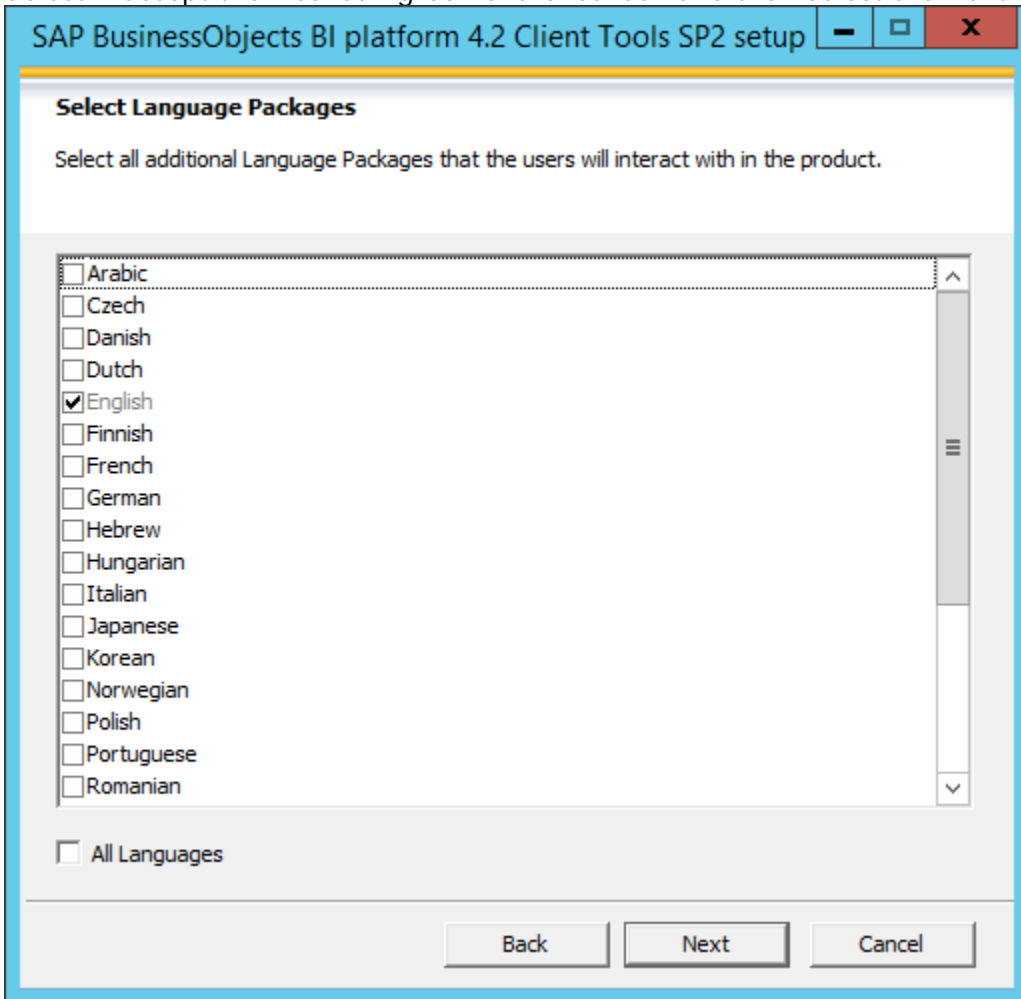 SAP BusinessObjects BI platform 4.2 Client Tools SP2 setup
Select Language Packages
Select all additional Language Packages that the users will interact with in the product.
Arabic
Czech
Danish
Dutch
English
Finnish
French
German
Hebrew
Hungarian
Italian
Japanese
Korean
Norwegian
Polish
Portuguese
Romanian
All Languages
Back Next Cancel